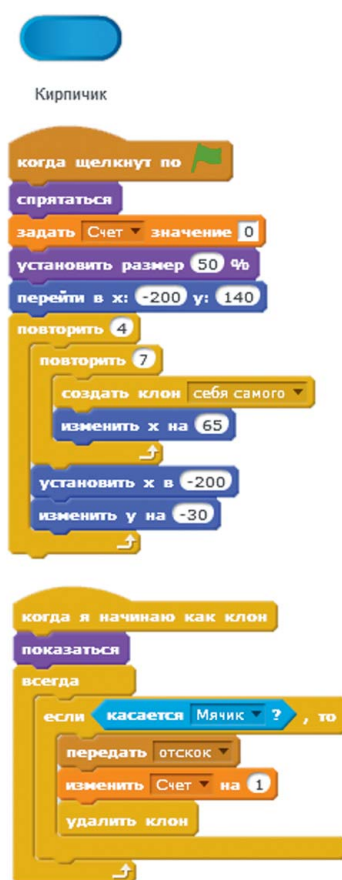 Кирпичик
когда щелкнут по
спрятаться
задать Счет значение 0
установить размер 50 %
перейти в x: -200 y: 140
повторить 4
повторить 7
создать клон себя самого
изменить x на 65
установить x в -200
изменить y на -30
когда я начинаю как клон
показаться
всегда
если касается Мячик ? , то
передать отскок
изменить Счет на 1
удалить клон